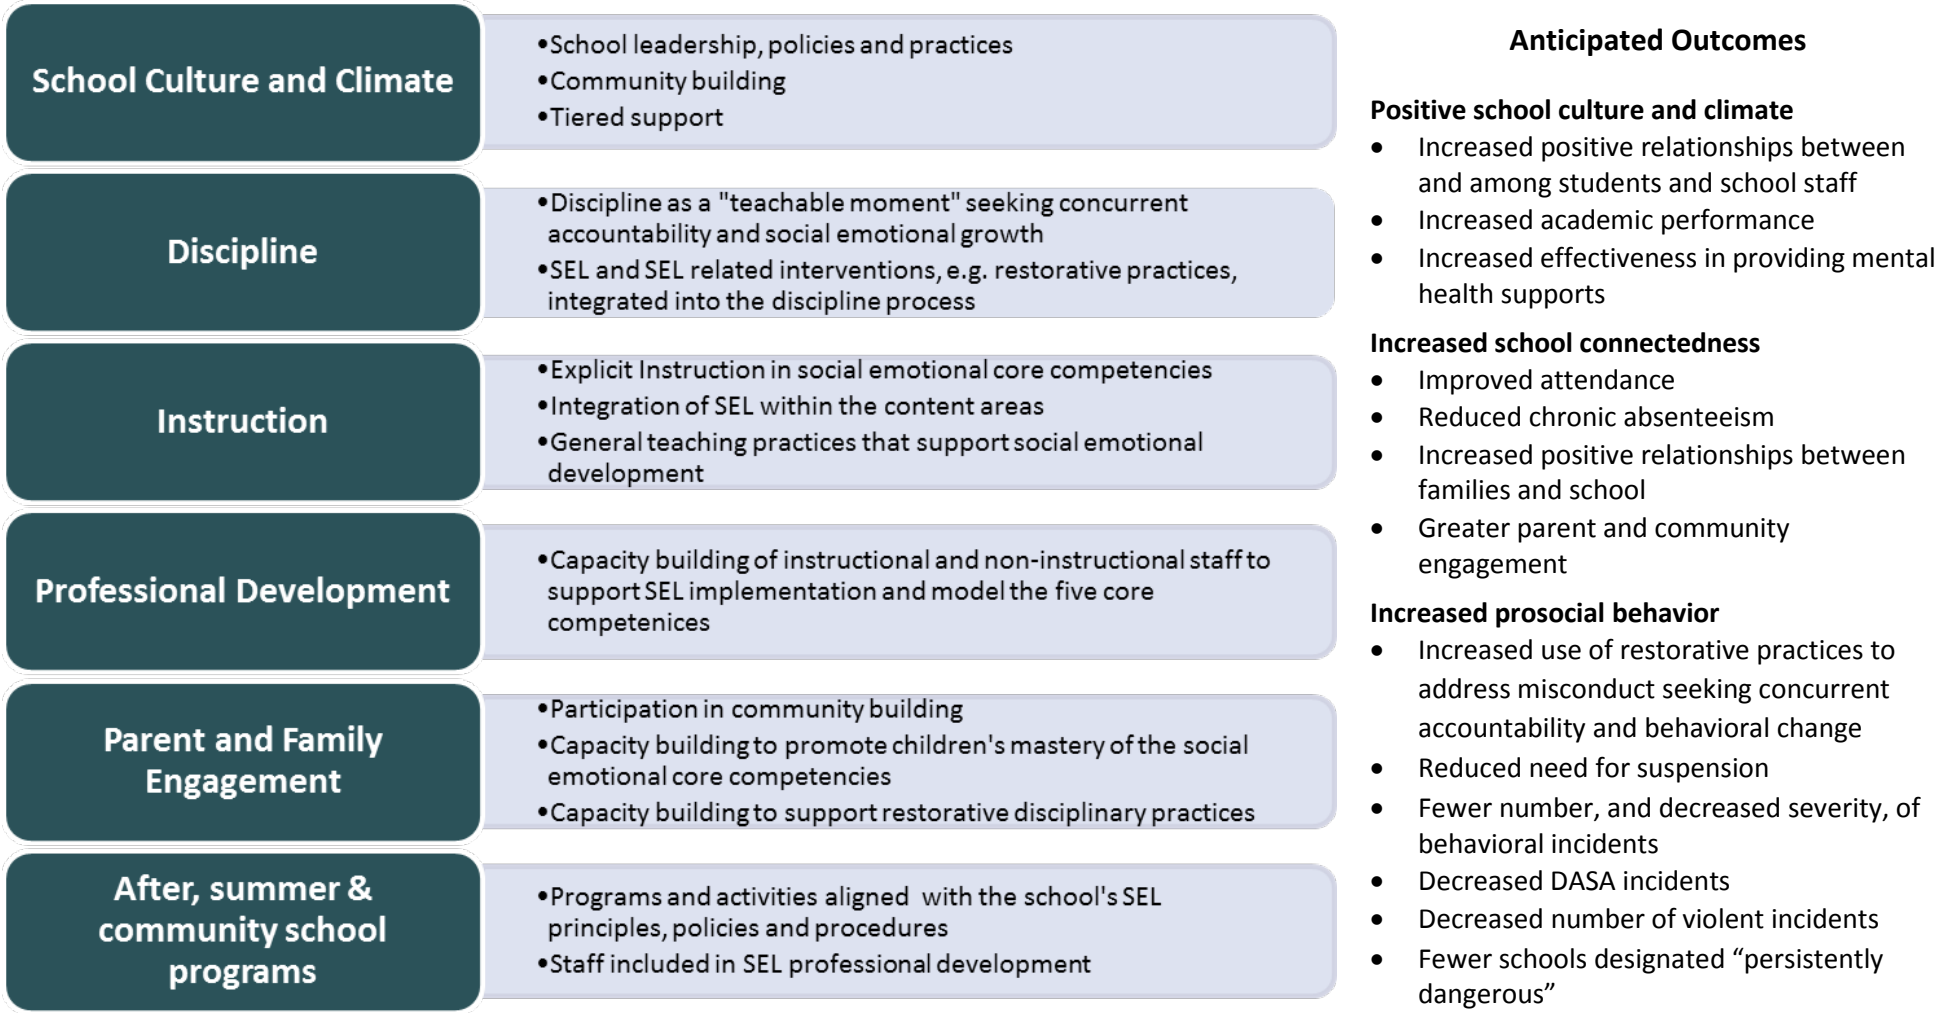 School Culture and Climate
•School leadership, policies and practices
•Community building
•Tiered support
Discipline
•Discipline as a "teachable moment" seeking concurrent
accountability and social emotional growth
•SEL and SEL related interventions, e.g. restorative practices,
integrated into the discipline process
Instruction
•Explicit Instruction in social emotional core competencies
•Integration of SEL within the content areas
•General teaching practices that support social emotional
development
Professional Development
•Capacity building of instructional and non-instructional staff to
support SEL implementation and model the five core
competenices
Parent and Family
Engagement
•Participation in community building
•Capacity building to promote children's mastery of the social
emotional core competencies
•Capacity building to support restorative disciplinary practices
After, summer &
community school
programs
•Programs and activities aligned with the school's SEL
principles, policies and procedures
•Staff included in SEL professional development
Anticipated Outcomes
Positive school culture and climate
• Increased positive relationships between
and among students and school staff
• Increased academic performance
• Increased effectiveness in providing mental
health supports
Increased school connectedness
• Improved attendance
• Reduced chronic absenteeism
• Increased positive relationships between
families and school
• Greater parent and community
engagement
Increased prosocial behavior
• Increased use of restorative practices to
address misconduct seeking concurrent
accountability and behavioral change
• Reduced need for suspension
• Fewer number, and decreased severity, of
behavioral incidents
• Decreased DASA incidents
• Decreased number of violent incidents
• Fewer schools designated “persistently
dangerous”